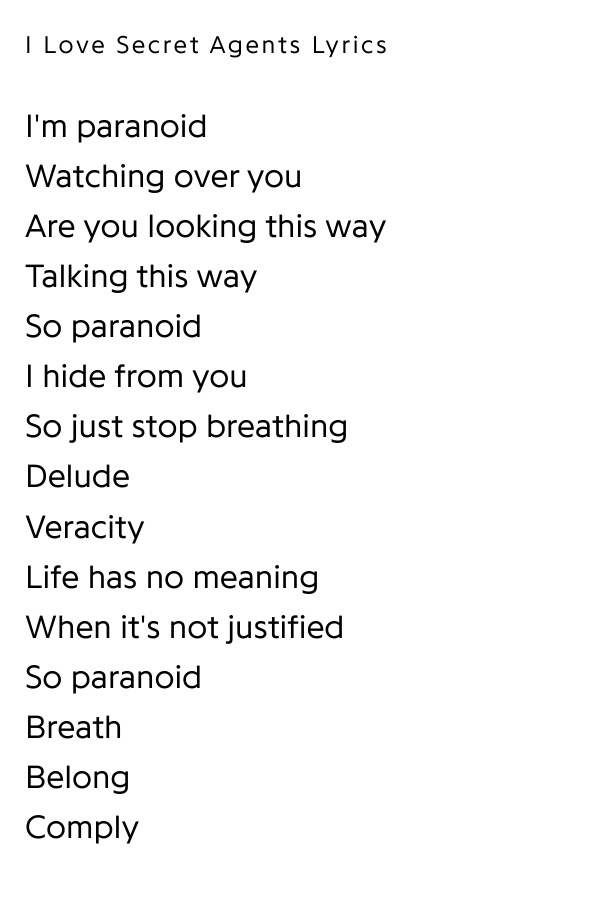 I Love Secret Agents Lyrics
I'm paranoid
Watching over you
Are you looking this way
Talking this way
So paranoid
I hide from you
So just stop breathing
Delude
Veracity
Life has no meaning
When it's not justified
So paranoid
Breath
Belong
Comply